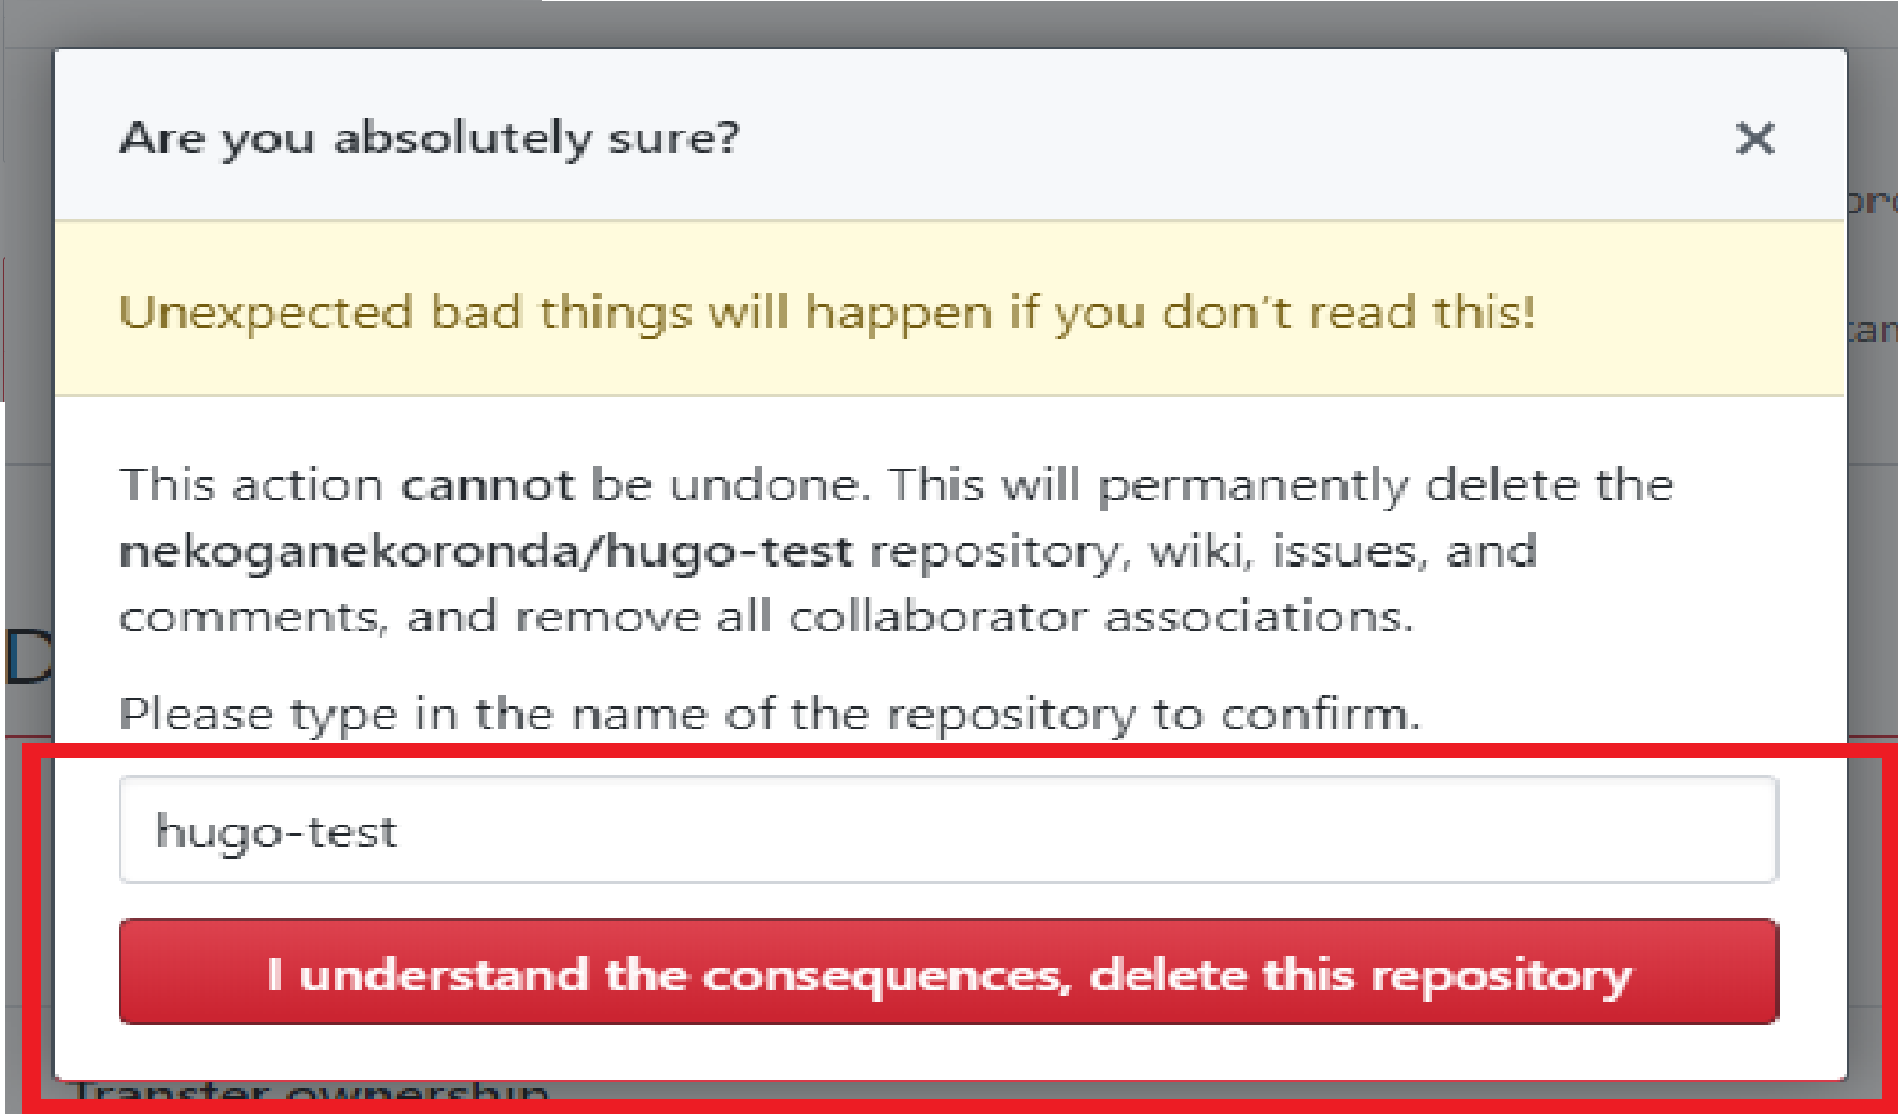 Are you absolutely sure?
Unexpected bad things will happen if you don't read this!
This action cannot be undone. This will permanently delete the
nekoganekoronda/hugo-test repository, wiki, issues, and
comments, and remove all collaborator associations.
Please type in the name of the repository to confirm.
hugo-test
I understand the consequences, delete this repository
Transfer ownership